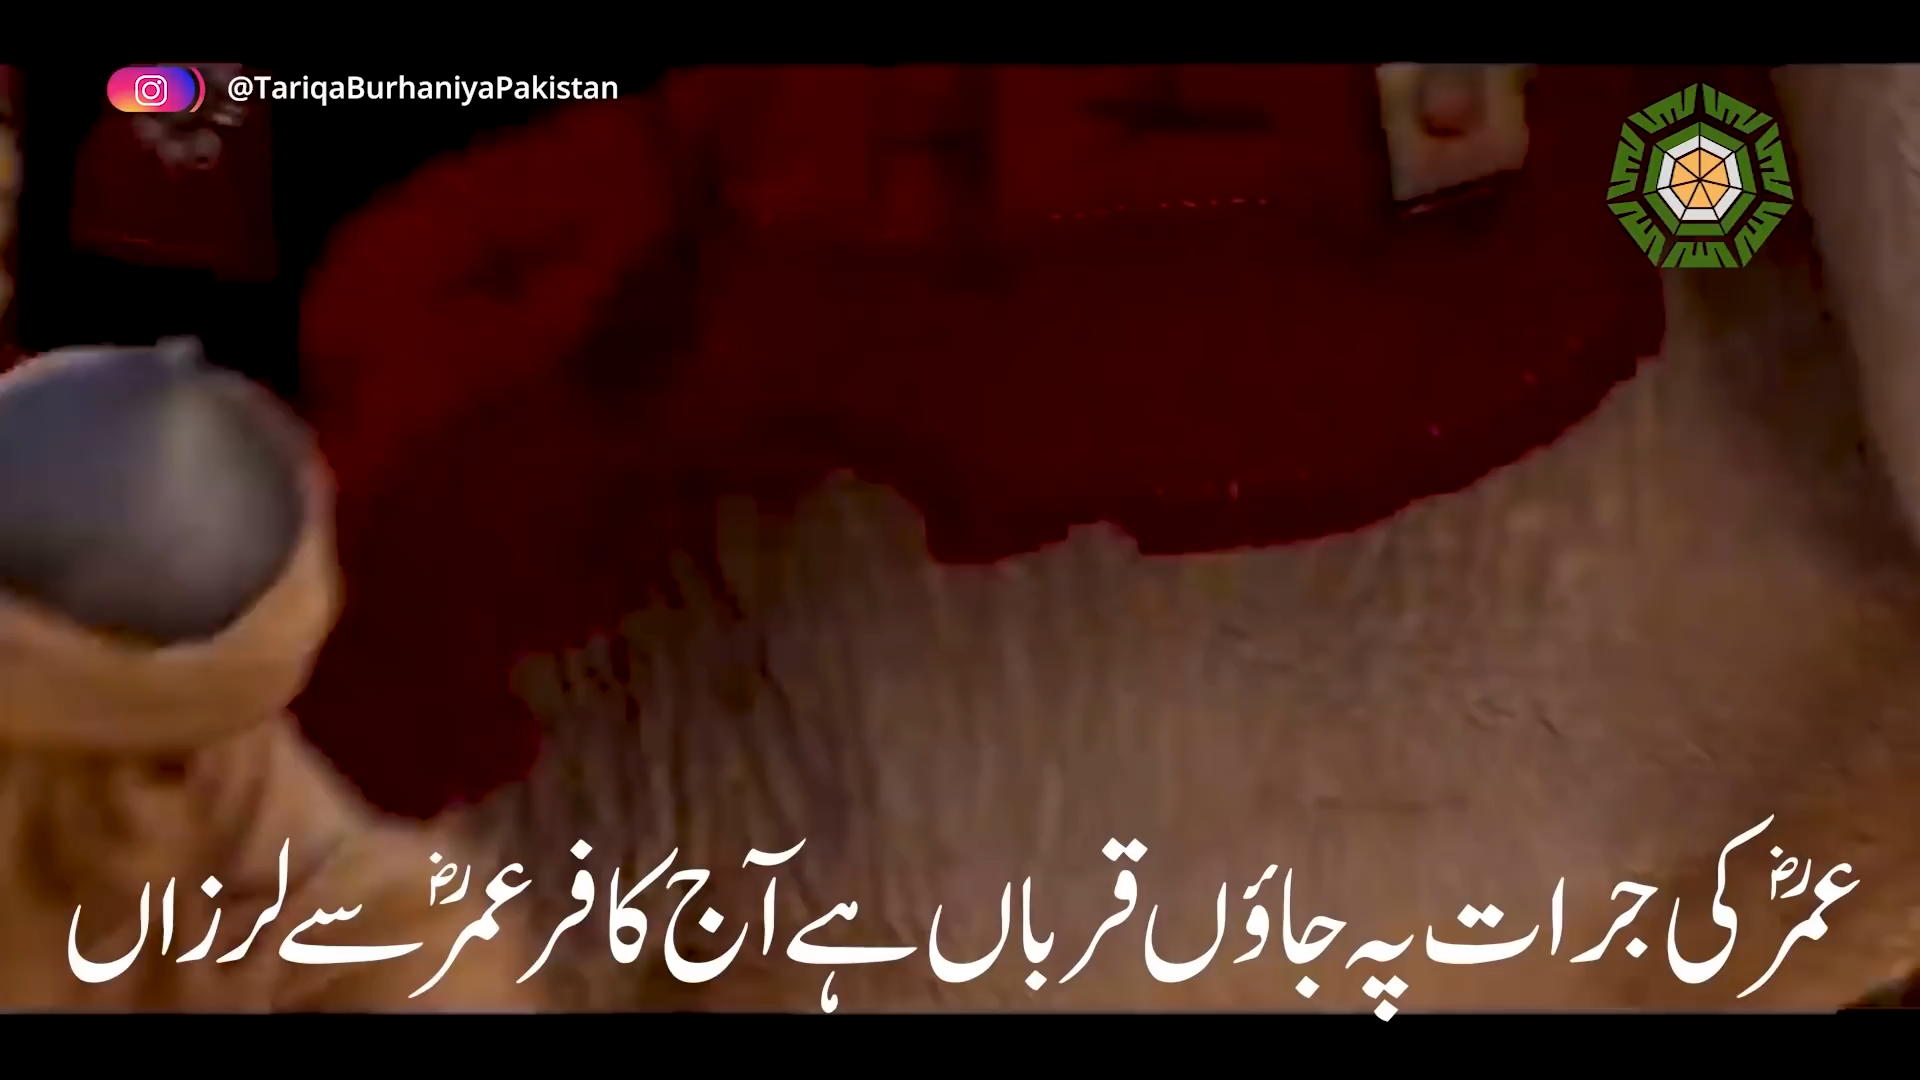 @TariqaBurhaniyaPakistan
عمرؓ کی جرات پہ جاؤں قرباں ہے آج کافر عمرؓ سے لرزاں